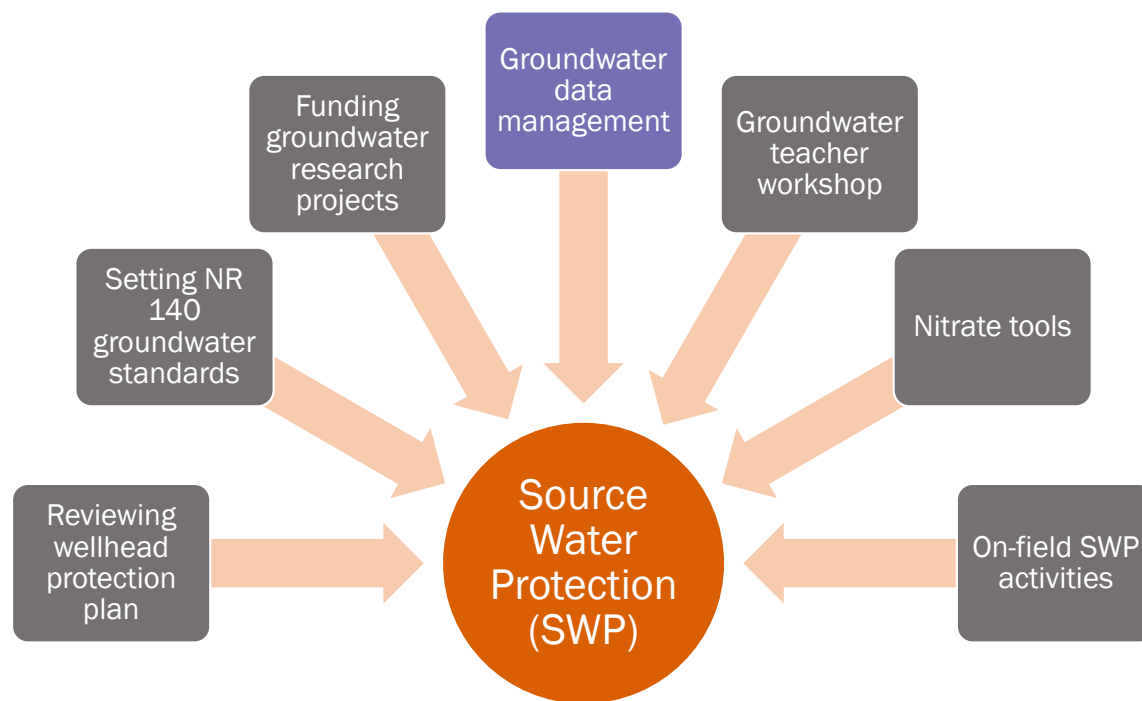 Groundwater
data
management
Funding
groundwater
research
projects
Groundwater
teacher
workshop
Setting NR
140
groundwater
standards
Nitrate tools
Reviewing
wellhead
protection
plan
Source
Water
Protection
(SWP)
On-field SWP
activities